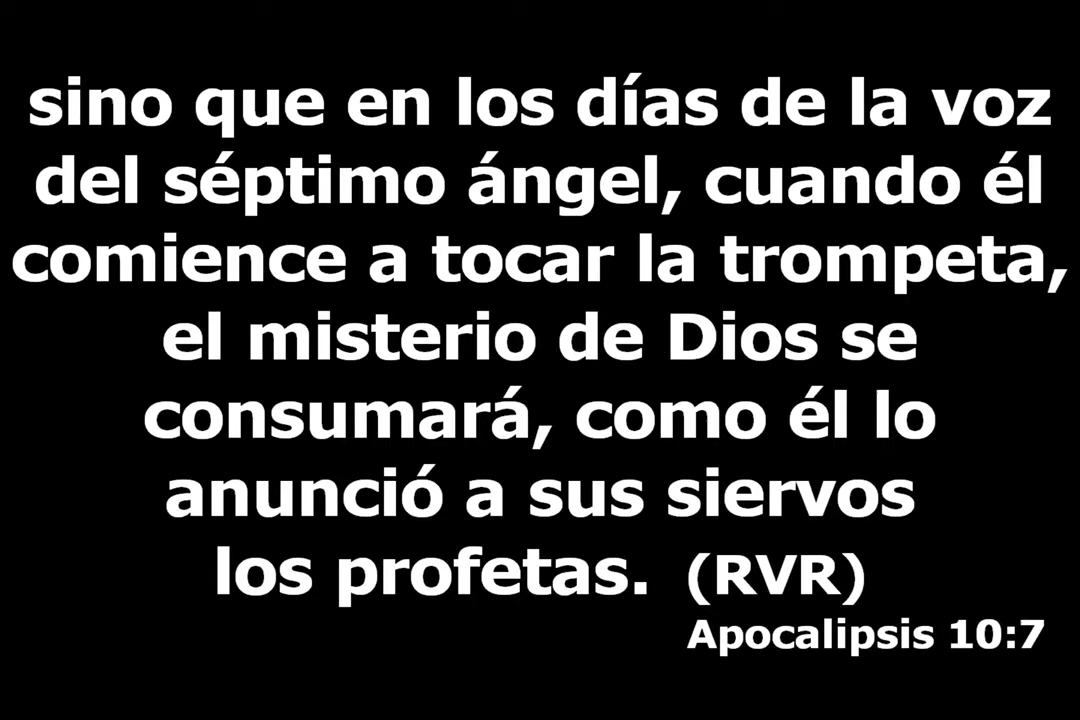 sino que en los días de la voz
del séptimo ángel, cuando él
comience a tocar la trompeta,
el misterio de Dios se
consumará, como él lo
anunció a sus siervos
los profetas. (RVR)
Apocalipsis 10:7